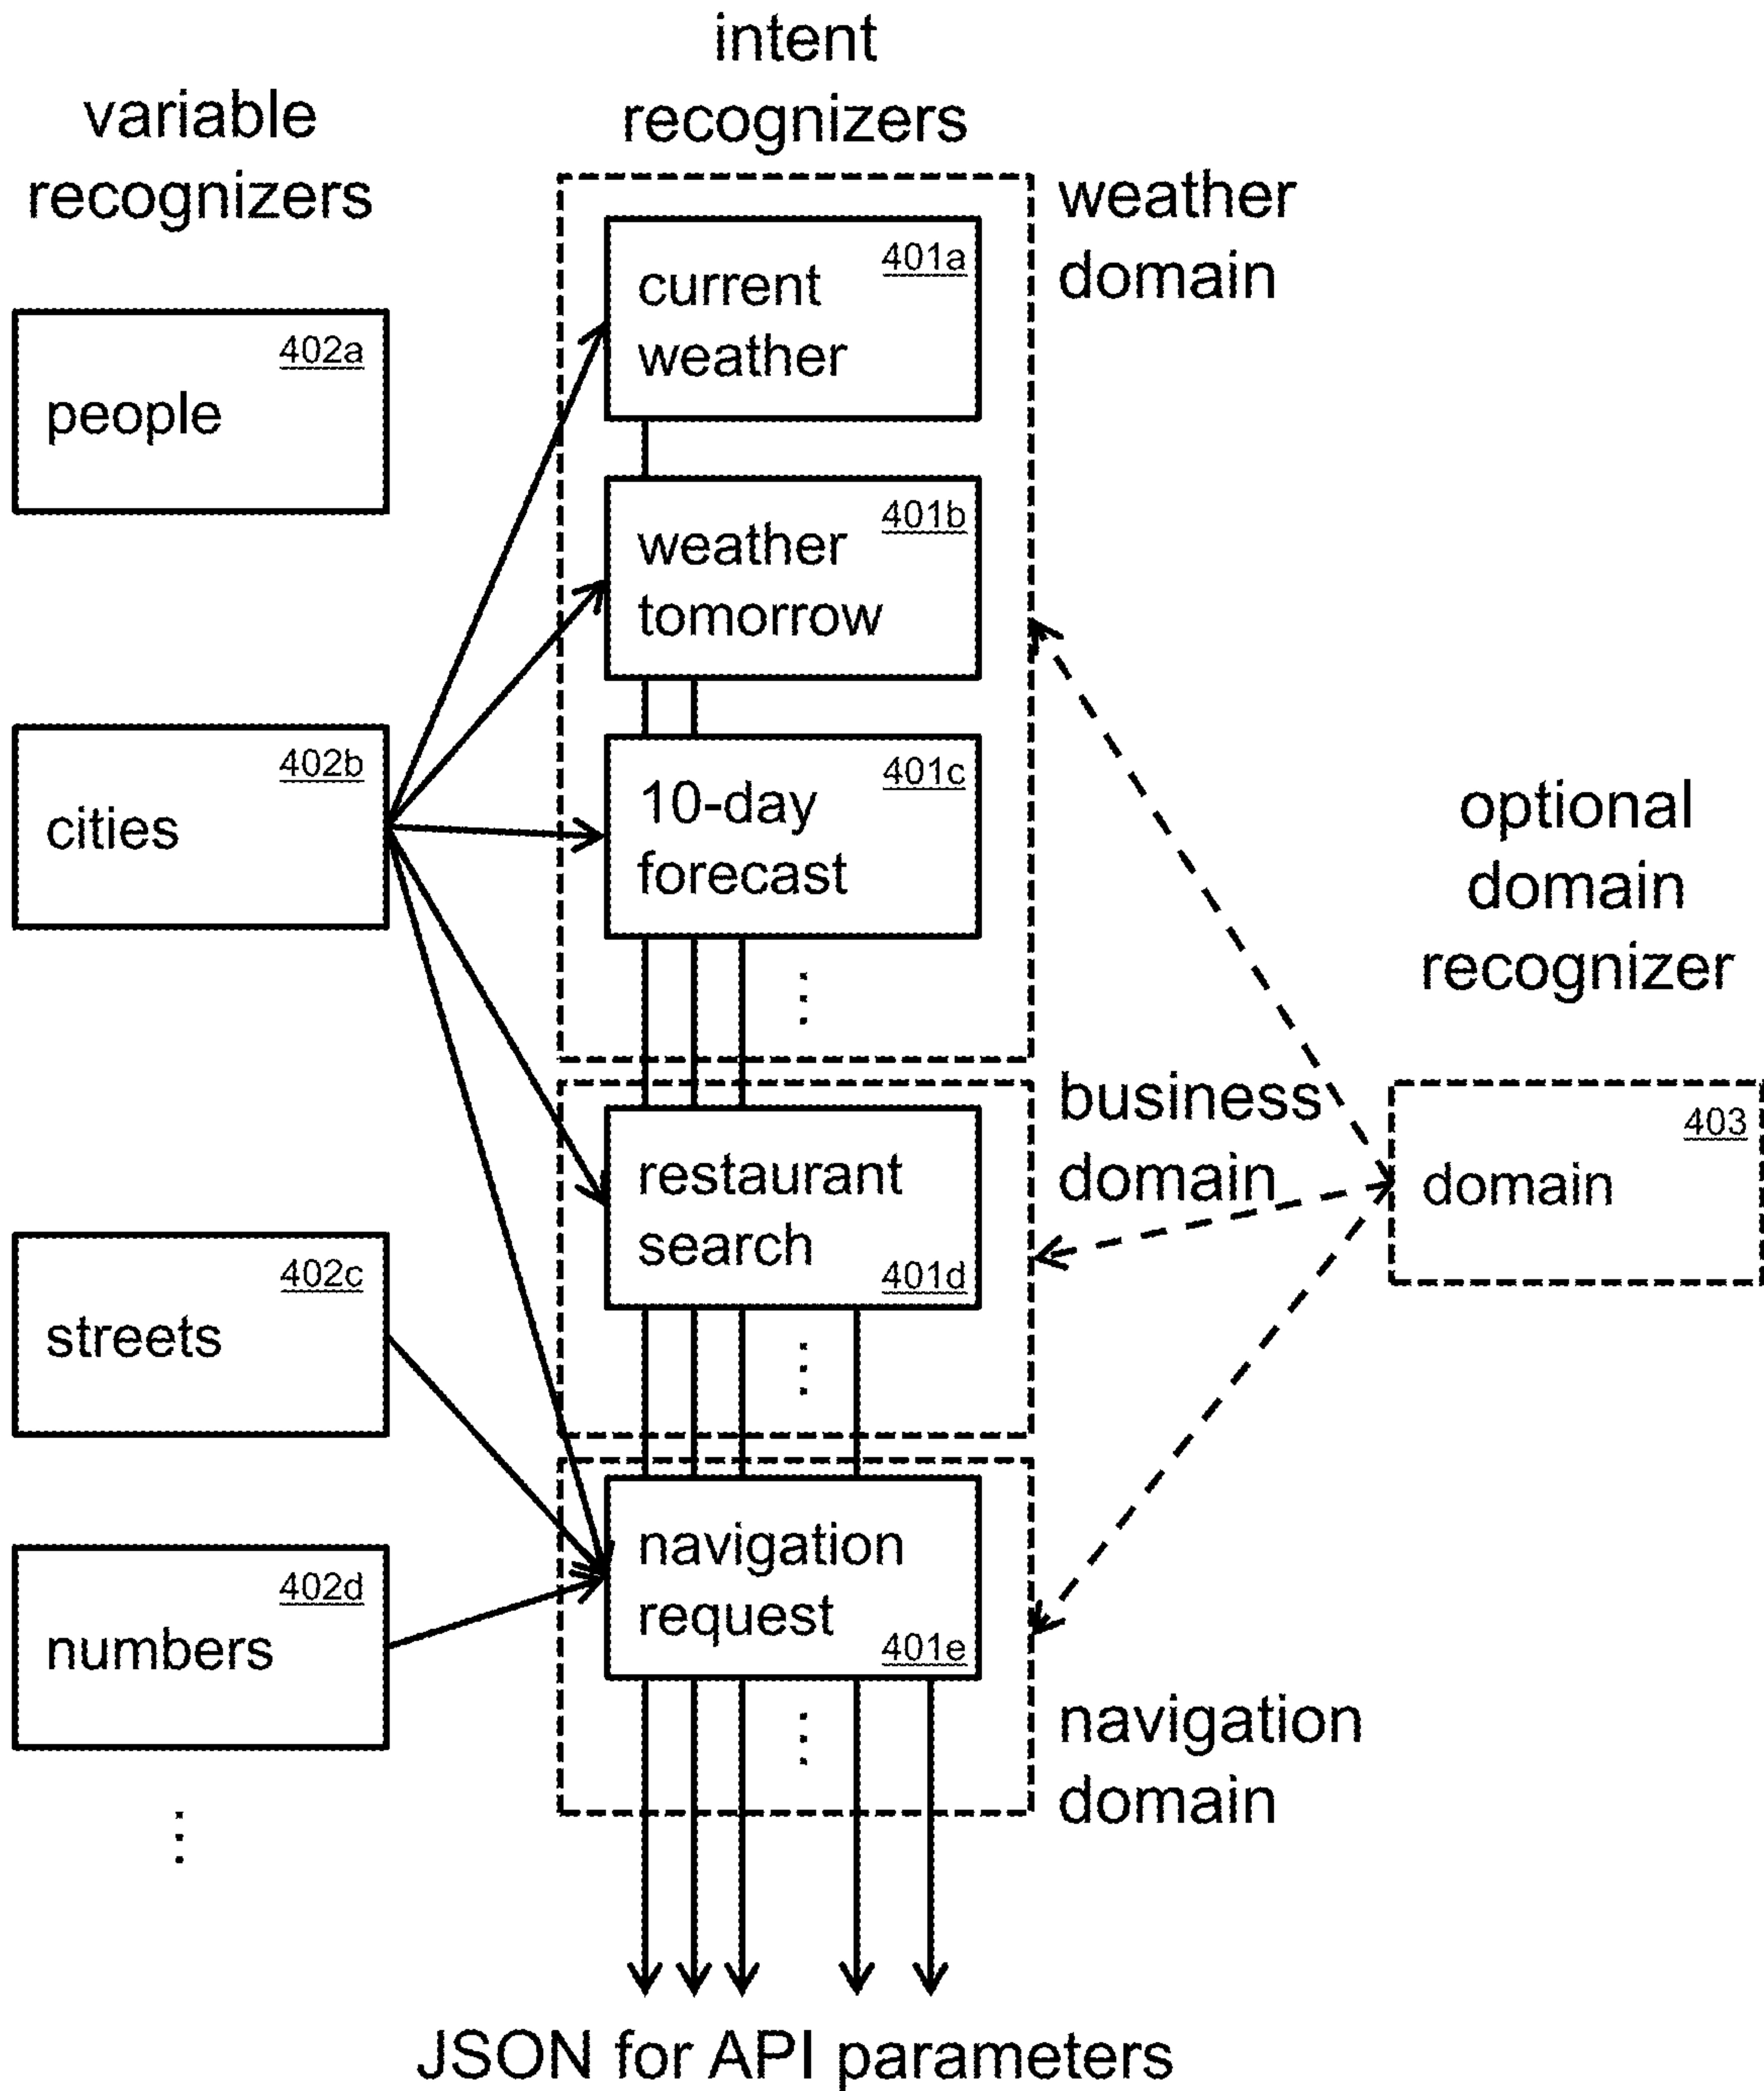 intent
recognizers
variable
recognizers
weather
domain
401a
current
weather
402a
people
401b
weather
tomorrow
402b
cities
401c
10-day
forecast
optional
domain
recognizer
business
domain
403
domain
restaurant
search
401d
402c
streets
navigation
request
401e
402d
numbers
navigation
domain
JSON for API parameters